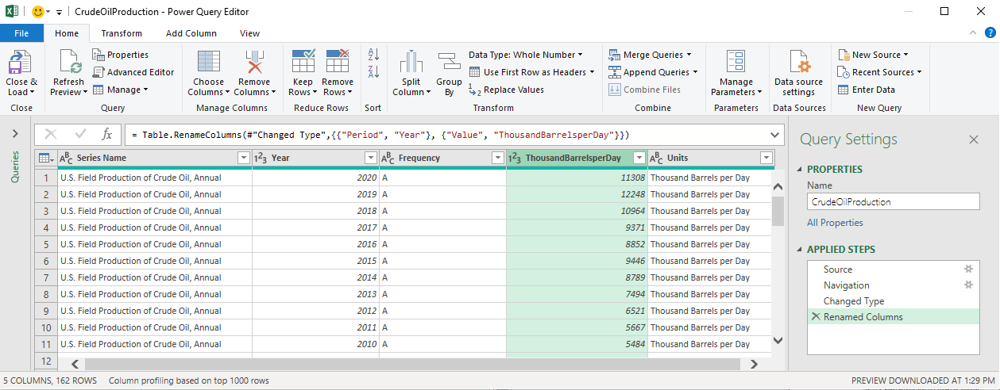 CrudeOilProduction - Power Query Editor
File Home Transform Add Column View
Close & Load
Refresh Preview
Properties
Advanced Editor
Manage
Choose Columns
Remove Columns
Keep Rows
Remove Rows
A Z
Z A
Split Column
Group By
Data Type: Whole Number
Use First Row as Headers
1 2 Replace Values
Merge Queries
Append Queries
Combine Files
Manage Parameters
Data source settings
New Source
Recent Sources
Enter Data
Close Query Manage Columns Reduce Rows Sort Transform Combine Parameters Data Sources New Query
Queries
fx = Table.RenameColumns(#"Changed Type",{{"Period", "Year"}, {"Value", "ThousandBarrelsperDay"}})
ABC Series Name 123 Year ABC Frequency 123 ThousandBarrelsperDay ABC Units
1 U.S. Field Production of Crude Oil, Annual 2020 A 11308 Thousand Barrels per Day
2 U.S. Field Production of Crude Oil, Annual 2019 A 12248 Thousand Barrels per Day
3 U.S. Field Production of Crude Oil, Annual 2018 A 10964 Thousand Barrels per Day
4 U.S. Field Production of Crude Oil, Annual 2017 A 9371 Thousand Barrels per Day
5 U.S. Field Production of Crude Oil, Annual 2016 A 8852 Thousand Barrels per Day
6 U.S. Field Production of Crude Oil, Annual 2015 A 9446 Thousand Barrels per Day
7 U.S. Field Production of Crude Oil, Annual 2014 A 8789 Thousand Barrels per Day
8 U.S. Field Production of Crude Oil, Annual 2013 A 7494 Thousand Barrels per Day
9 U.S. Field Production of Crude Oil, Annual 2012 A 6521 Thousand Barrels per Day
10 U.S. Field Production of Crude Oil, Annual 2011 A 5667 Thousand Barrels per Day
11 U.S. Field Production of Crude Oil, Annual 2010 A 5484 Thousand Barrels per Day
12
Query Settings
PROPERTIES
Name
CrudeOilProduction
All Properties
APPLIED STEPS
Source
Navigation
Changed Type
Renamed Columns
5 COLUMNS, 162 ROWS Column profiling based on top 1000 rows PREVIEW DOWNLOADED AT 1:29 PM